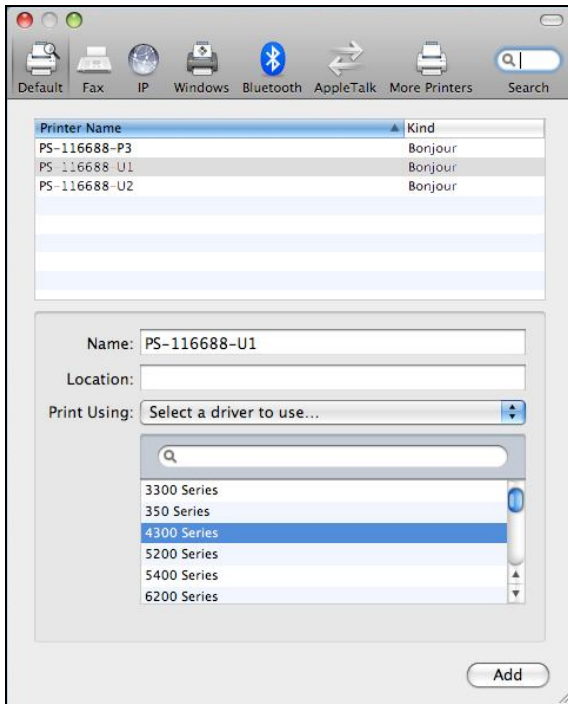 Default Fax IP Windows Bluetooth AppleTalk More Printers Search
Printer Name Kind
PS-116688-P3 Bonjour
PS-116688-U1 Bonjour
PS-116688-U2 Bonjour
Name: PS-116688-U1
Location:
Print Using: Select a driver to use...
3300 Series
350 Series
4300 Series
5200 Series
5400 Series
6200 Series
Add